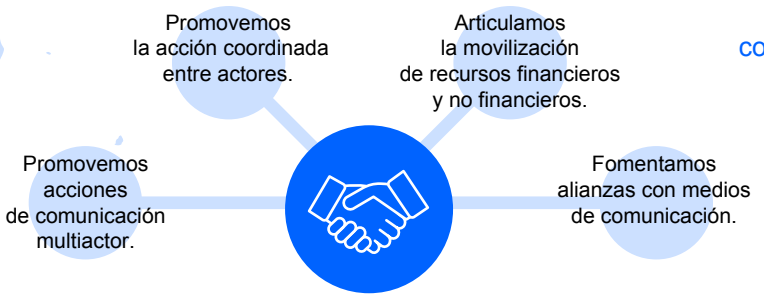 Promovemos
la acción coordinada
entre actores.
Articulamos
la movilización
de recursos financieros
y no financieros.
CO
Promovemos
acciones
de comunicación
multiactor.
Fomentamos
alianzas con medios
de comunicación.